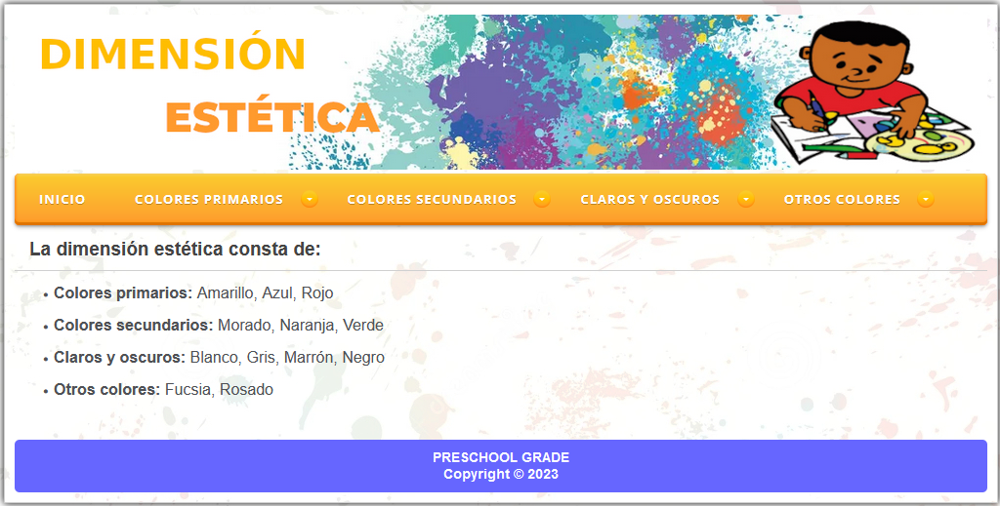 DIMENSIÓN
ESTÉTICA
INICIO COLORES PRIMARIOS COLORES SECUNDARIOS CLAROS Y OSCUROS OTROS COLORES
La dimensión estética consta de:
• Colores primarios: Amarillo, Azul, Rojo
• Colores secundarios: Morado, Naranja, Verde
• Claros y oscuros: Blanco, Gris, Marrón, Negro
• Otros colores: Fucsia, Rosado
PRESCHOOL GRADE
Copyright © 2023